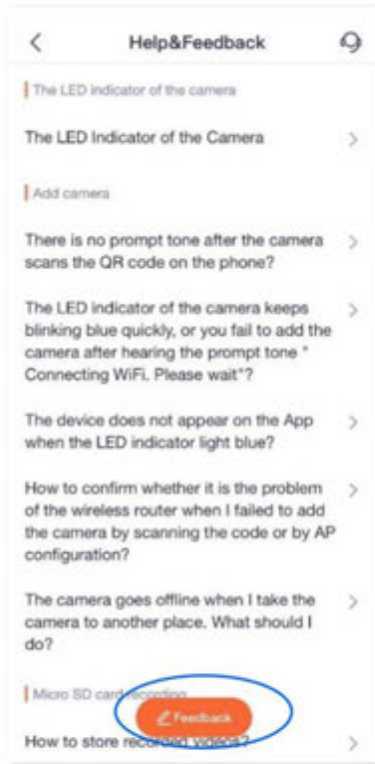 Help&Feedback
The LED indicator of the camera
The LED Indicator of the Camera
Add camera
There is no prompt tone after the camera
scans the QR code on the phone?
The LED indicator of the camera keeps
blinking blue quickly, or you fail to add the
camera after hearing the prompt tone "
Connecting WiFi. Please wait"?
The device does not appear on the App
when the LED indicator light blue?
How to confirm whether it is the problem
of the wireless router when I failed to add
the camera by scanning the code or by AP
configuration?
The camera goes offline when I take the
camera to another place. What should I
do?
Micro SD card recording
Feedback
How to store recorded videos?